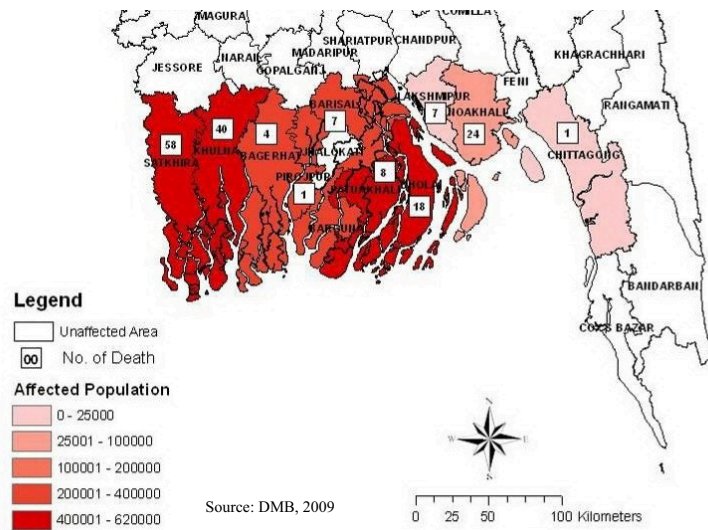 MAGURA
COMILLA
SHARIATPUR CHANDPUR
NARAIL
MADARIPUR
KHAGRACHHARI
JESSORE
GOPALGANJ
FENI
LAKSHMIPUR
BARISAL
RANGAMATI
7
7
NOAKHALI
58
40
4
24
1
SATKHIRA
KHULNA
BAGERHAT
JHALOKATI
CHITTAGONG
PIROJPUR
8
PATUAKHALI
BHOLA
1
18
BARGUNA
BANDARBAN
COX'S BAZAR
Legend
Unaffected Area
00 No. of Death
Affected Population
0 - 25000
25001 - 100000
100001 - 200000
200001 - 400000
400001 - 620000
Source: DMB, 2009
N
W E
S
0 25 50 100 Kilometers